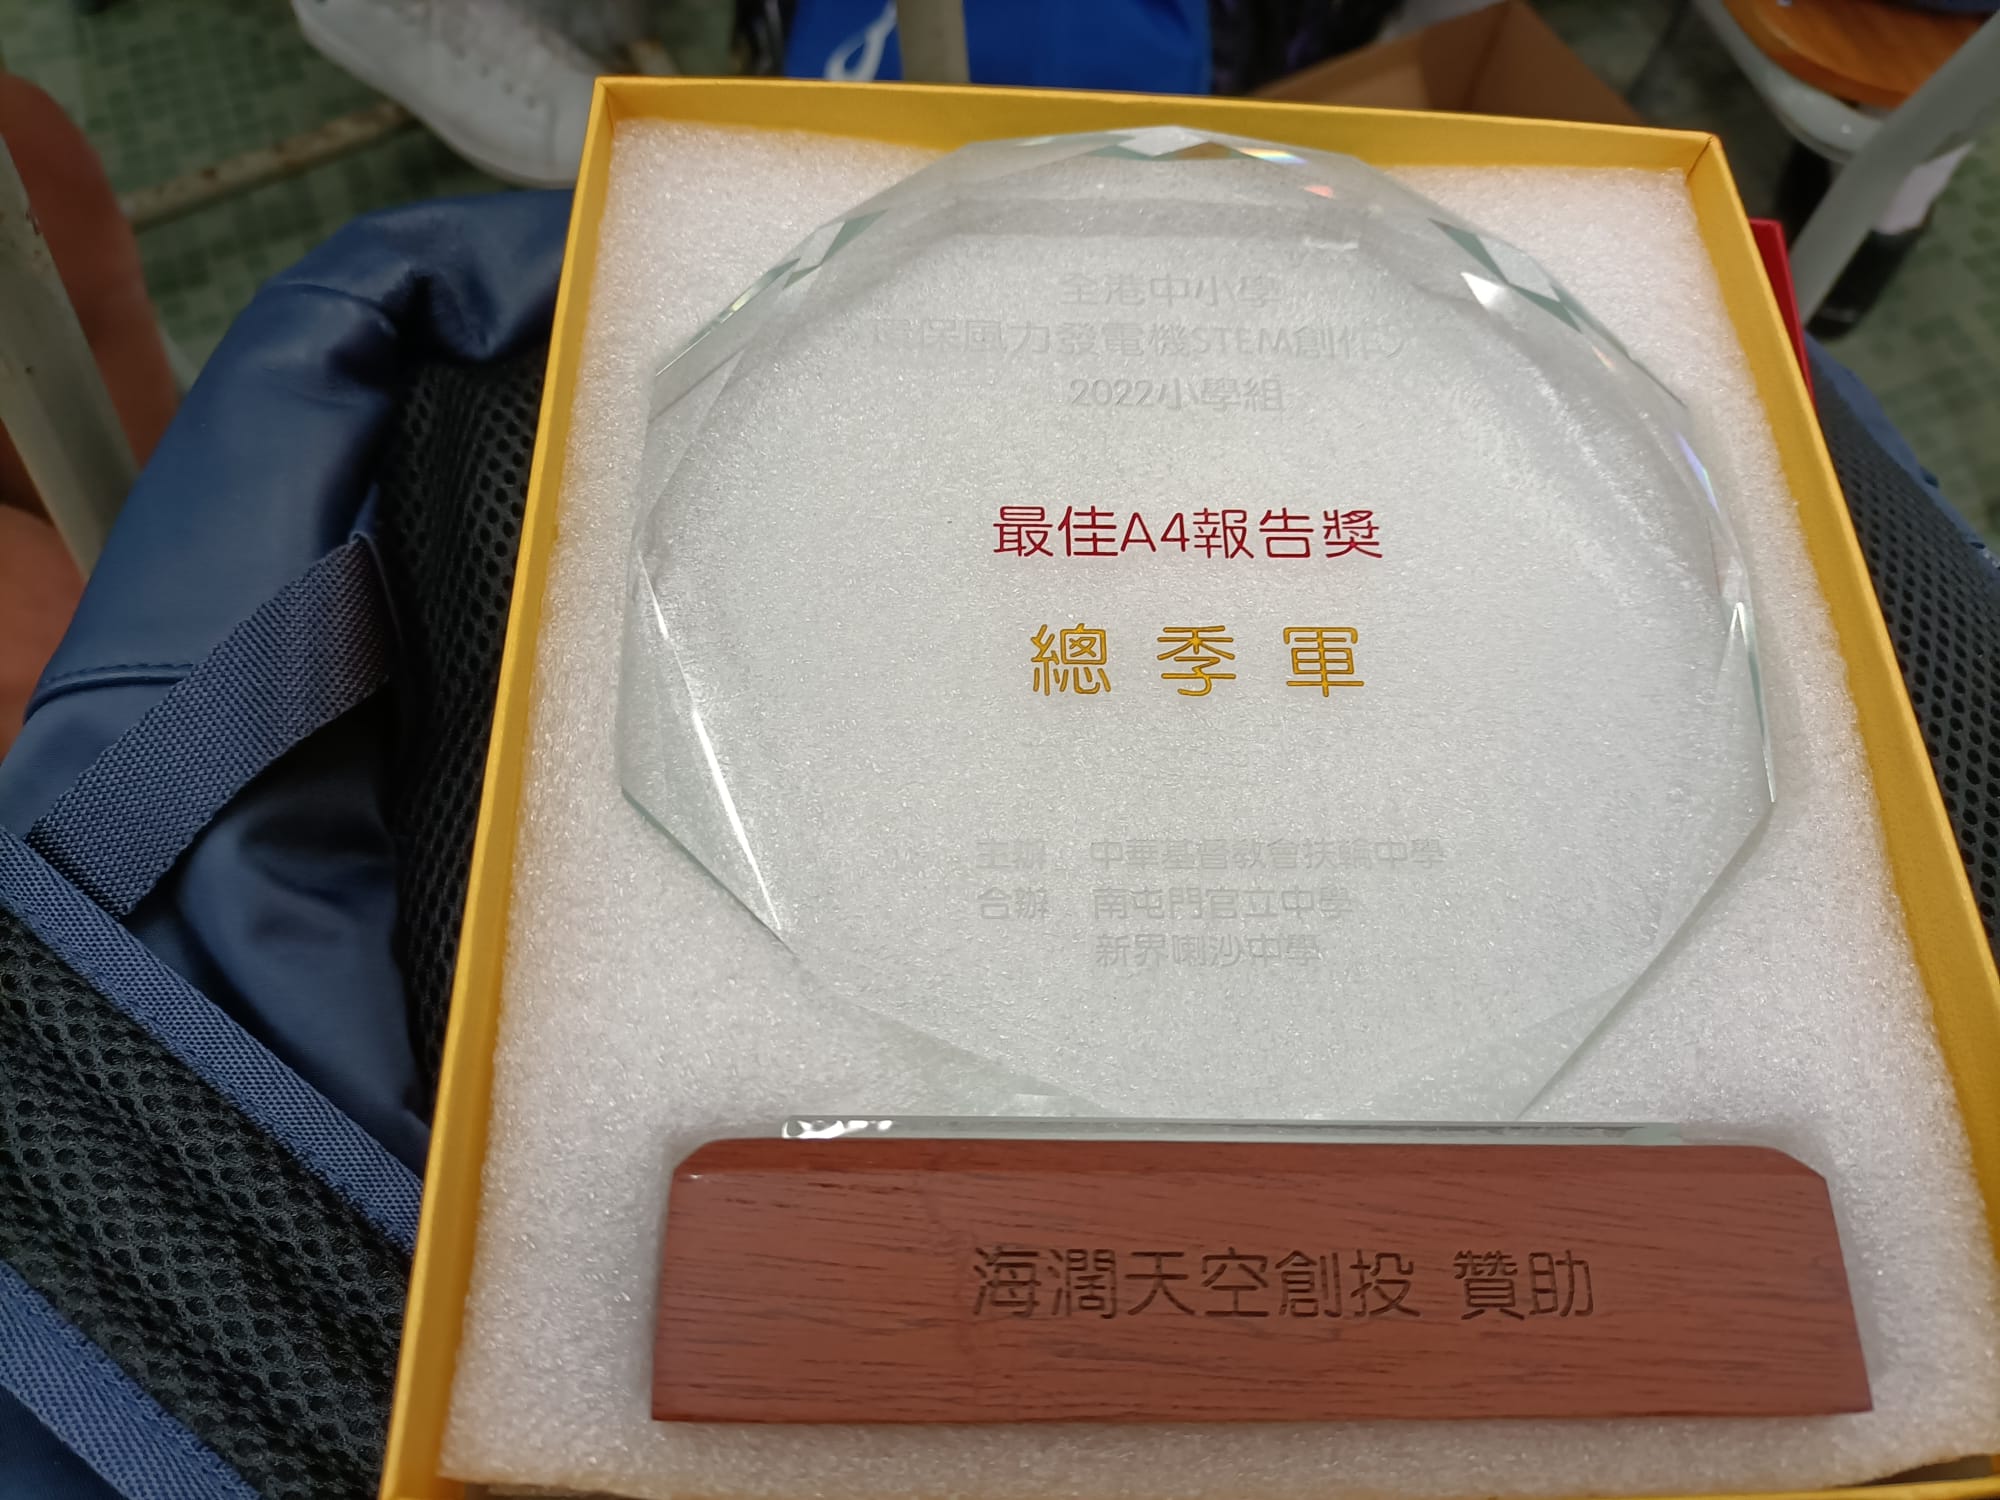 全港中小學
環保風力發電機STEM創作
2022小學組
最佳A4報告獎
總季軍
主辦 中華基督教會扶輪中學
合辦 南屯門官立中學
新界喇沙中學
海濶天空創投 贊助